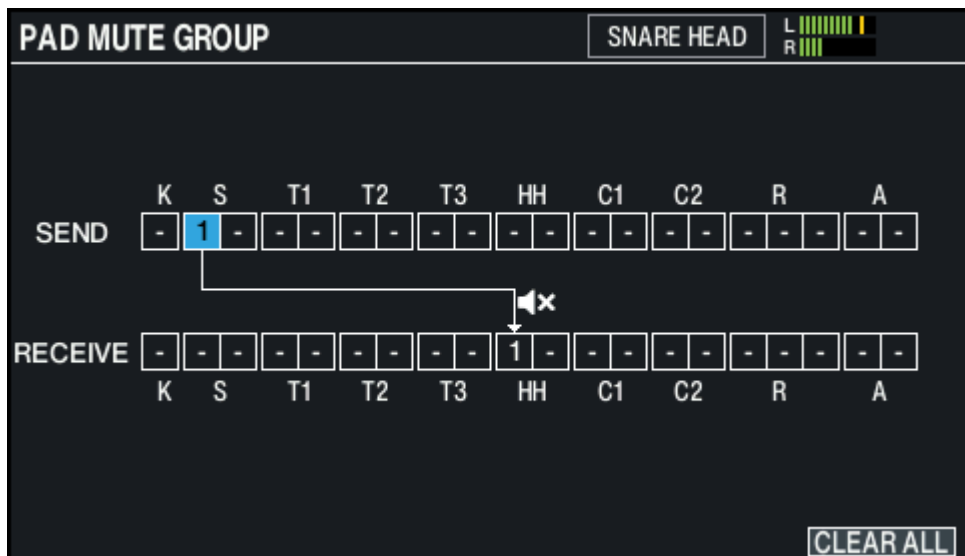 PAD MUTE GROUP SNARE HEAD L
R
K S T1 T2 T3 HH C1 C2 R A
SEND - 1 - - - - - - - - - - - - - - - - - -
RECEIVE - - - - - - - - - 1 - - - - - - - - - -
K S T1 T2 T3 HH C1 C2 R A
CLEAR ALL